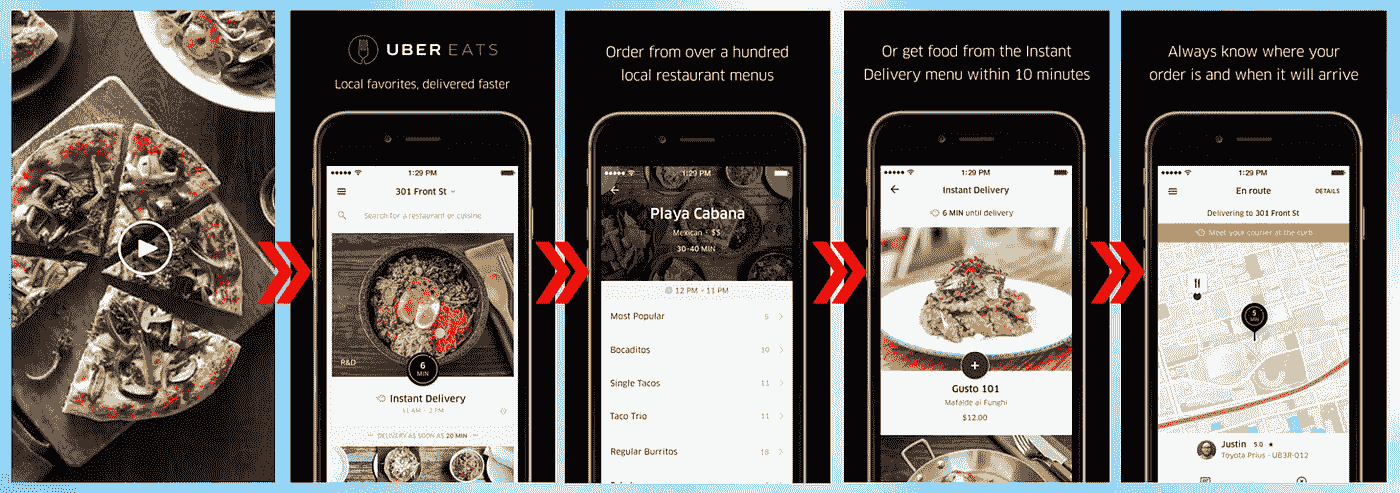 UBER EATS
Local favorites, delivered faster
1:29 PM
301 Front St
Search for a restaurant or cuisine
R&D
6
MIN
Instant Delivery
11 AM - 2 PM
DELIVERY AS SOON AS 20 MIN
Order from over a hundred
local restaurant menus
1:29 PM
Playa Cabana
Mexican · $$
30-40 MIN
12 PM - 11 PM
Most Popular 5
Bocaditos 10
Single Tacos 11
Taco Trio 11
Regular Burritos 18
Or get food from the Instant
Delivery menu within 10 minutes
1:29 PM
Instant Delivery
6 MIN until delivery
Gusto 101
Mafalde ai Funghi
$12.00
Always know where your
order is and when it will arrive
1:29 PM
En route DETAILS
Delivering to 301 Front St
Meet your courier at the curb
5
MIN
Justin 5.0 ★
Toyota Prius - UB3R-012